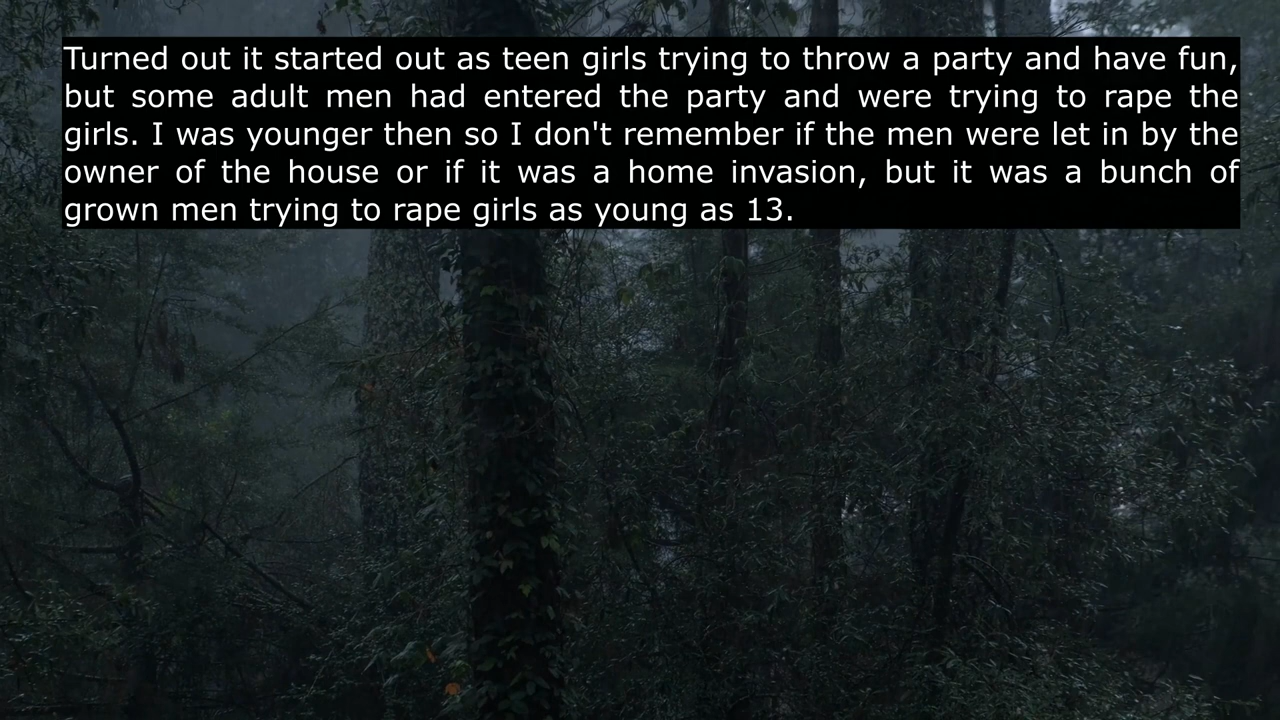 Turned out it started out as teen girls trying to throw a party and have fun,
but some adult men had entered the party and were trying to rape the
girls. I was younger then so I don't remember if the men were let in by the
owner of the house or if it was a home invasion, but it was a bunch of
grown men trying to rape girls as young as 13.